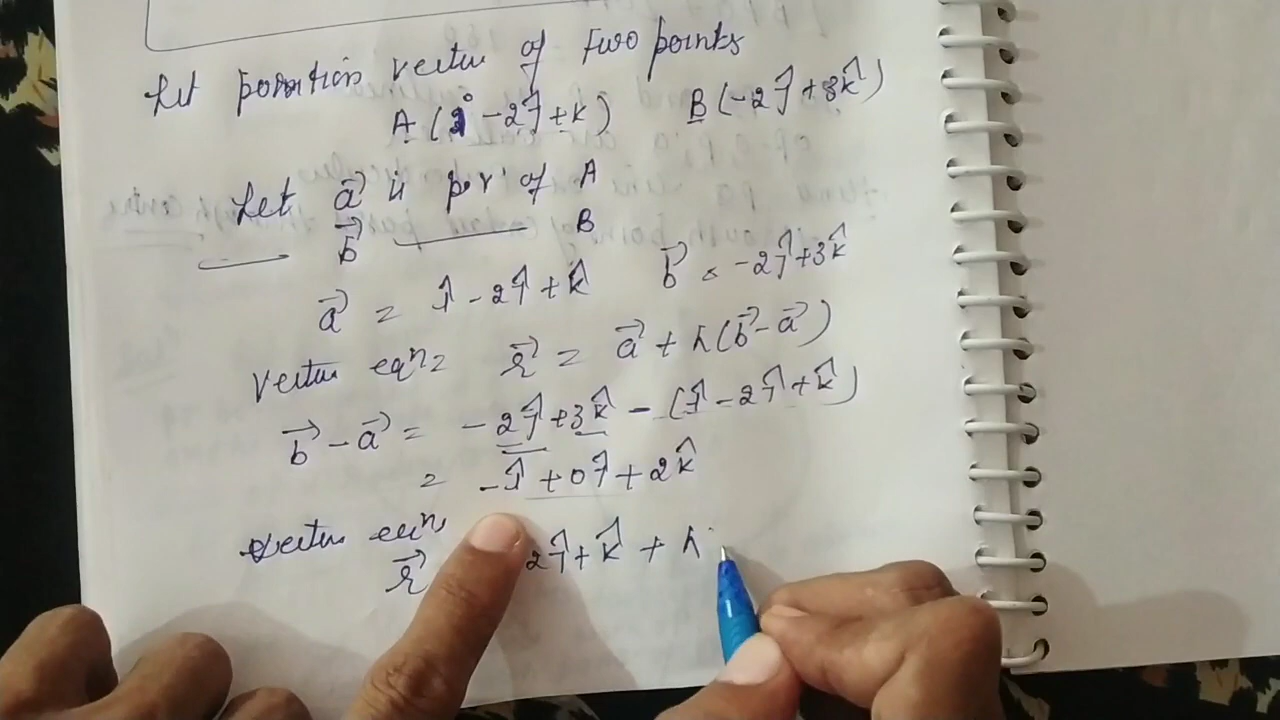 Let position vector of two points
A (î - 2ĵ + k) B (-2ĵ + 3k̂)
Let a⃗ is p.v. of A
b⃗ B
a⃗ = î - 2ĵ + k̂ b⃗ = -2ĵ + 3k̂
Vector eqn = r⃗ = a⃗ + λ(b⃗ - a⃗)
b⃗ - a⃗ = -2ĵ + 3k̂ - (î - 2ĵ + k̂)
= -î + 0ĵ + 2k̂
Vector eqn
r⃗ 2ĵ + k̂ + λ